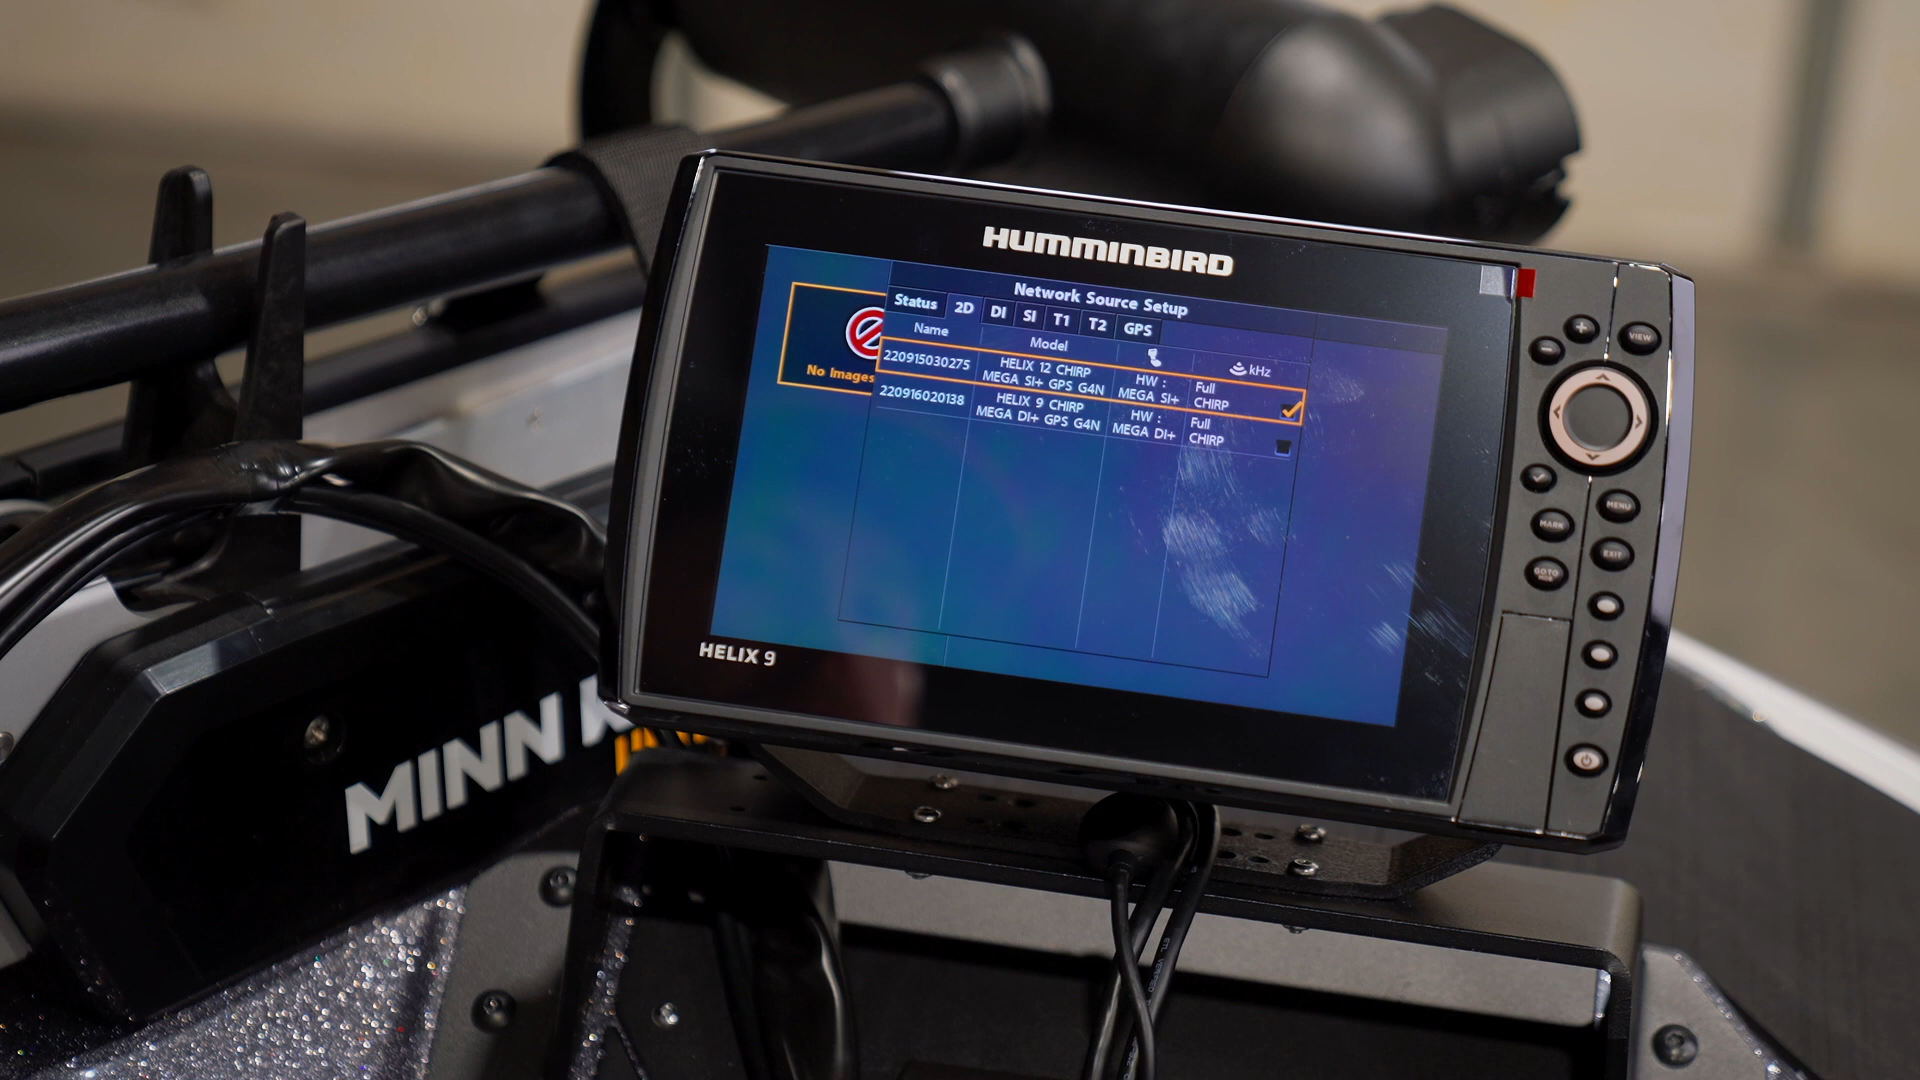 HUMMINBIRD
Network Source Setup
Status 2D DI SI T1 T2 GPS
Name Model kHz
220915030275 HELIX 12 CHIRP MEGA SI+ GPS G4N HW : MEGA SI+ Full CHIRP
220916020138 HELIX 9 CHIRP MEGA DI+ GPS G4N HW : MEGA DI+ Full CHIRP
No Images
HELIX 9
VIEW
MENU
MARK
EXIT
GO TO
MINN K